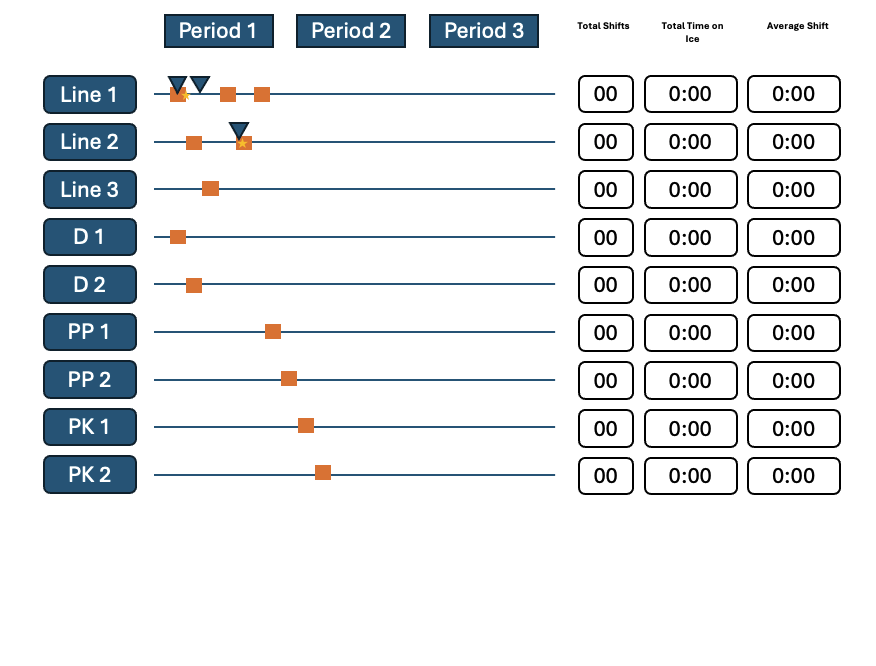 Period 1 Period 2 Period 3 Total Shifts Total Time on Ice Average Shift
Line 1 00 0:00 0:00
Line 2 00 0:00 0:00
Line 3 00 0:00 0:00
D 1 00 0:00 0:00
D 2 00 0:00 0:00
PP 1 00 0:00 0:00
PP 2 00 0:00 0:00
PK 1 00 0:00 0:00
PK 2 00 0:00 0:00